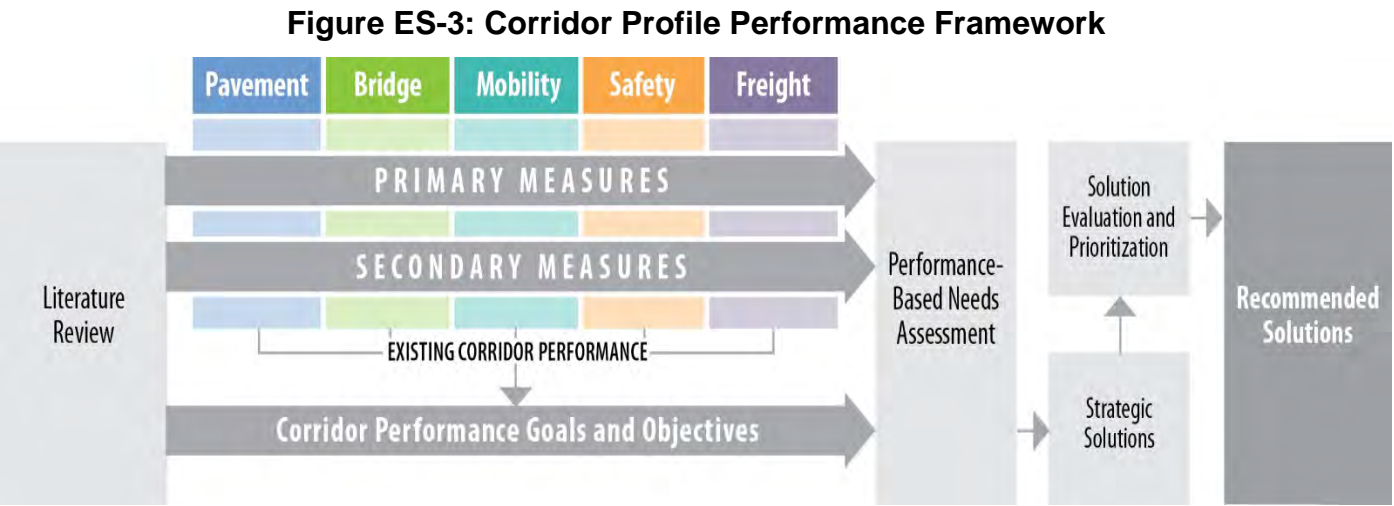 Figure ES-3: Corridor Profile Performance Framework
Pavement
Bridge
Mobility
Safety
Freight
PRIMARY MEASURES
SECONDARY MEASURES
Literature
Review
EXISTING CORRIDOR PERFORMANCE
Corridor Performance Goals and Objectives
Performance-
Based Needs
Assessment
Strategic
Solutions
Solution
Evaluation and
Prioritization
Recommended
Solutions